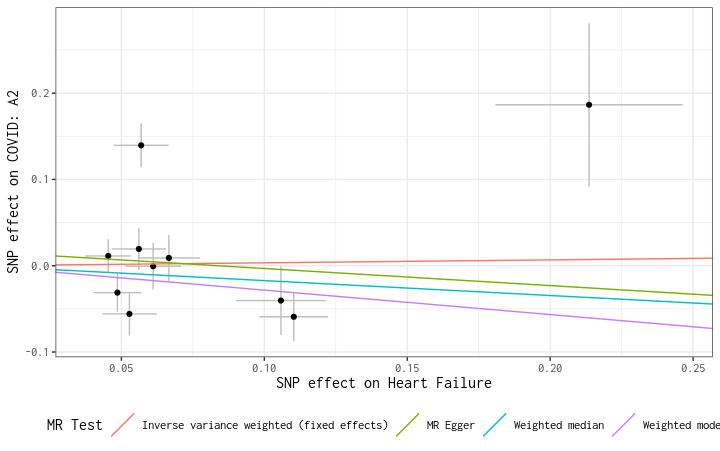 SNP effect on COVID: A2
0.2
0.1
0.0
-0.1
0.05
0.10
0.15
0.20
0.25
SNP effect on Heart Failure
MR Test
Inverse variance weighted (fixed effects)
MR Egger
Weighted median
Weighted mode